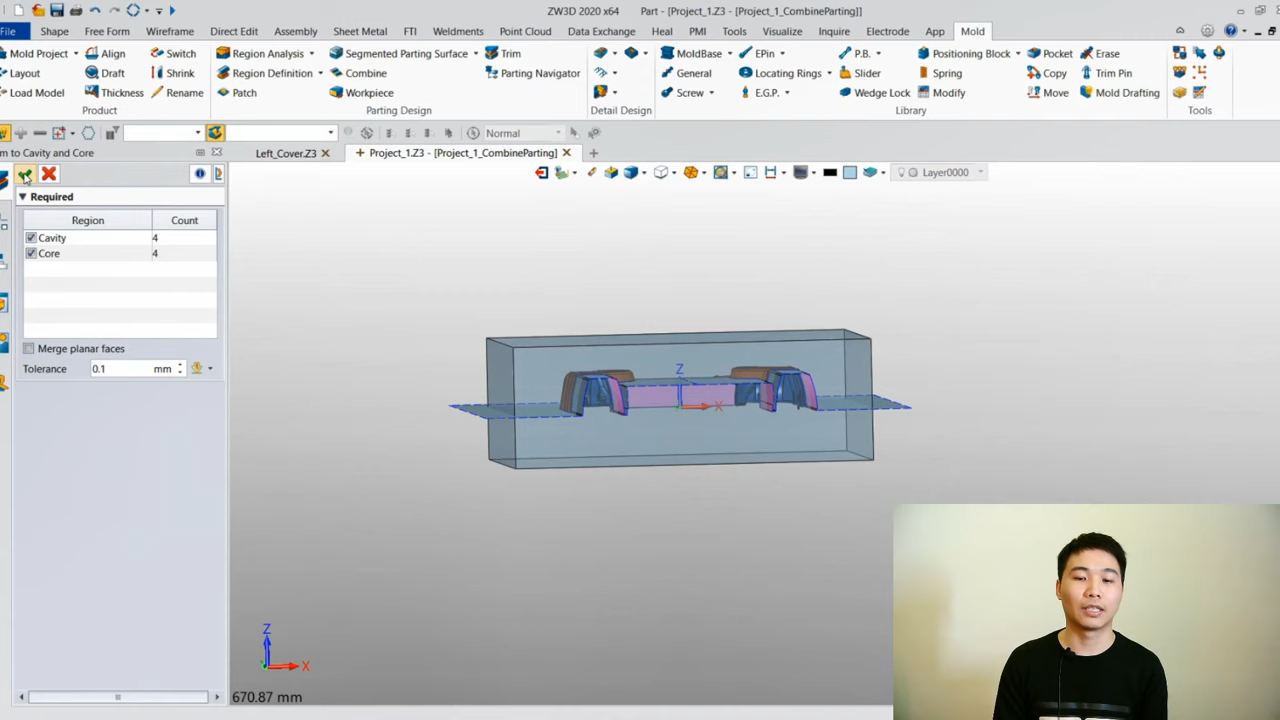 ZW3D 2020 x64 Part - [Project_1.Z3 - [Project_1_CombineParting]]
File Shape Free Form Wireframe Direct Edit Assembly Sheet Metal FTI Weldments Point Cloud Data Exchange Heal PMI Tools Visualize Inquire Electrode App Mold
Mold Project Align Switch Region Analysis Segmented Parting Surface Trim MoldBase EPin P.B. Positioning Block Pocket Erase
Layout Draft Shrink Region Definition Combine Parting Navigator General Locating Rings Slider Spring Copy Trim Pin
Load Model Thickness Rename Patch Workpiece Screw E.G.P. Wedge Lock Modify Move Mold Drafting
Product Parting Design Detail Design Library Tools
Normal
m to Cavity and Core Left_Cover.Z3 Project_1.Z3 - [Project_1_CombineParting]
Layer0000
Required
Region Count
Cavity 4
Core 4
Merge planar faces
Tolerance 0.1 mm
Z
X
Z
X
670.87 mm